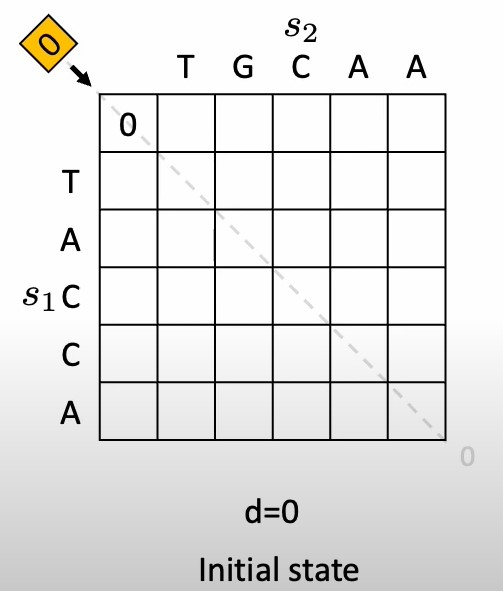 0
s₂
T G C A A
0
T
A
s₁ C
C
A
0
d=0
Initial state